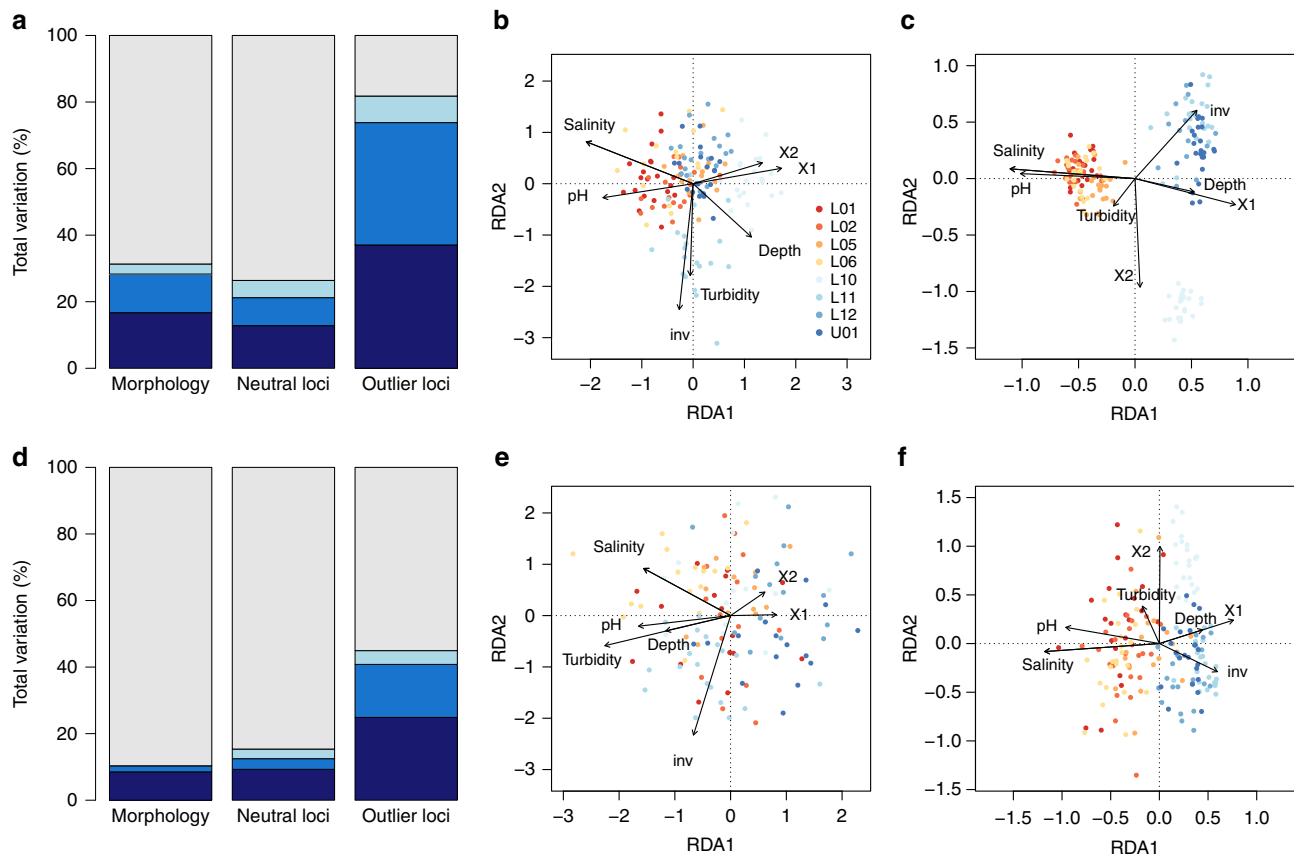 a
100
80
60
40
20
0
Total variation (%)
Morphology Neutral loci Outlier loci
b
2
1
0
−1
−2
−3
RDA2
Salinity
X2
X1
pH
Depth
Turbidity
inv
L01
L02
L05
L06
L10
L11
L12
U01
−2 −1 0 1 2 3
RDA1
c
1.0
0.5
0.0
−0.5
−1.0
−1.5
RDA2
inv
Salinity
pH
Depth
X1
Turbidity
X2
−1.0 −0.5 0.0 0.5 1.0
RDA1
d
100
80
60
40
20
0
Total variation (%)
Morphology Neutral loci Outlier loci
e
2
1
0
−1
−2
−3
RDA2
Salinity
X2
X1
pH
Depth
Turbidity
inv
−3 −2 −1 0 1 2
RDA1
f
1.5
1.0
0.5
0.0
−0.5
−1.0
−1.5
RDA2
X2
Turbidity
X1
Depth
pH
Salinity
inv
−1.5 −1.0 −0.5 0.0 0.5 1.0
RDA1